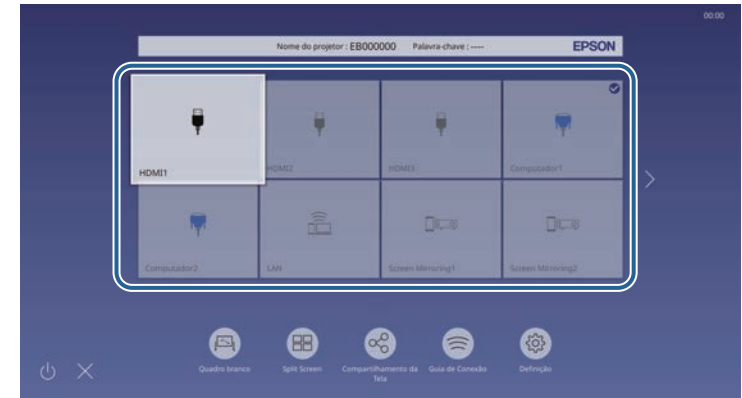 00:00
Nome do projetor : EB000000 Palavra-chave : ---- EPSON
HDMI1 HDMI2 HDMI3 Computador1
Computador2 LAN Screen Mirroring1 Screen Mirroring2
Quadro branco Split Screen Compartilhamento da Guia de Conexão Definição
Tela